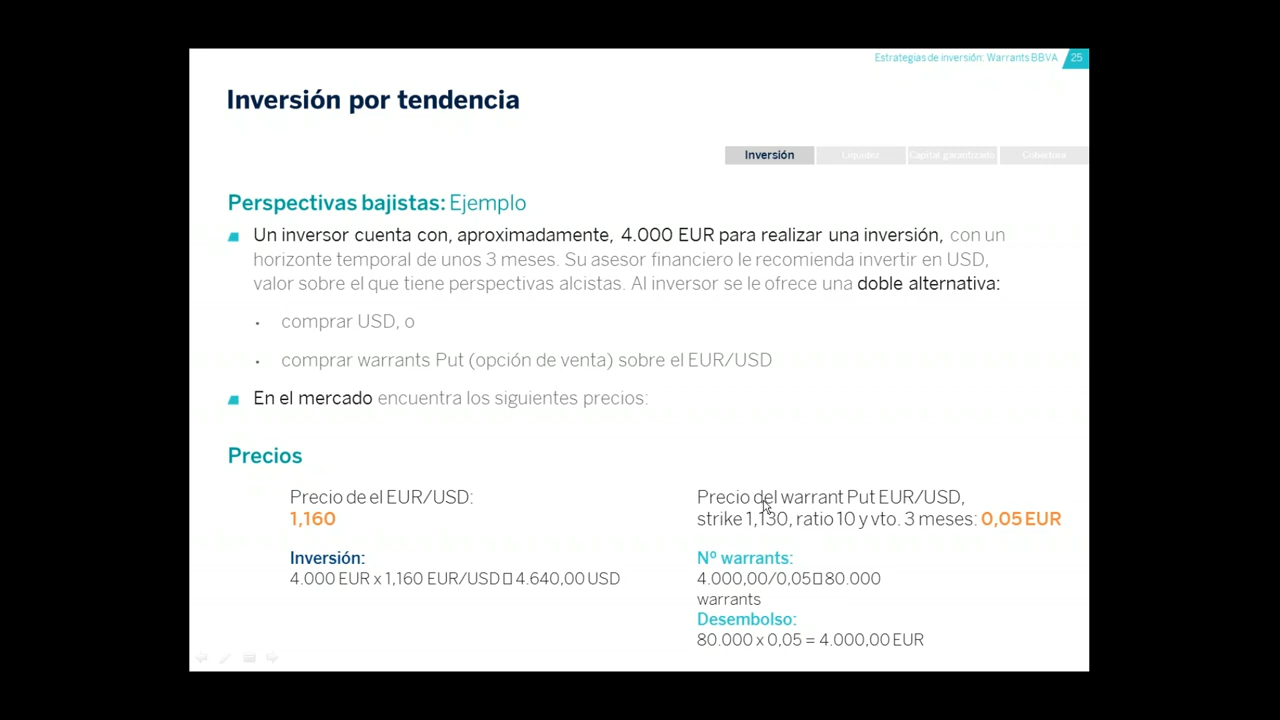 Estrategias de inversión: Warrants BBVA 25
Inversión por tendencia
Inversión Liquidez Capital garantizado Cobertura
Perspectivas bajistas: Ejemplo
Un inversor cuenta con, aproximadamente, 4.000 EUR para realizar una inversión, con un
horizonte temporal de unos 3 meses. Su asesor financiero le recomienda invertir en USD,
valor sobre el que tiene perspectivas alcistas. Al inversor se le ofrece una doble alternativa:
• comprar USD, o
• comprar warrants Put (opción de venta) sobre el EUR/USD
En el mercado encuentra los siguientes precios:
Precios
Precio de el EUR/USD:
1,160
Inversión:
4.000 EUR x 1,160 EUR/USD▯4.640,00 USD
Precio del warrant Put EUR/USD,
strike 1,130, ratio 10 y vto. 3 meses: 0,05 EUR
Nº warrants:
4.000,00/0,05▯80.000
warrants
Desembolso:
80.000 x 0,05 = 4.000,00 EUR